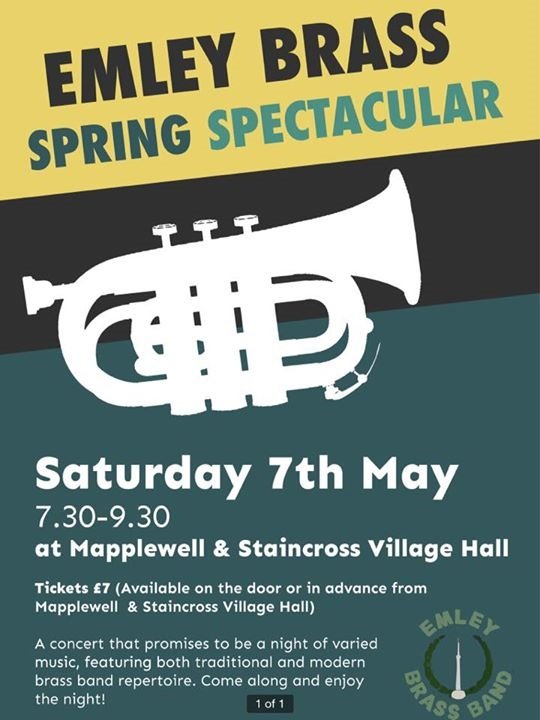 EMLEY BRASS
SPRING SPECTACULAR
Saturday 7th May
7.30-9.30
at Mapplewell & Staincross Village Hall
Tickets £7 (Available on the door or in advance from
Mapplewell & Staincross Village Hall)
A concert that promises to be a night of varied
music, featuring both traditional and modern
brass band repertoire. Come along and enjoy
the night!
1 of 1
EMLEY
BRASS BAND